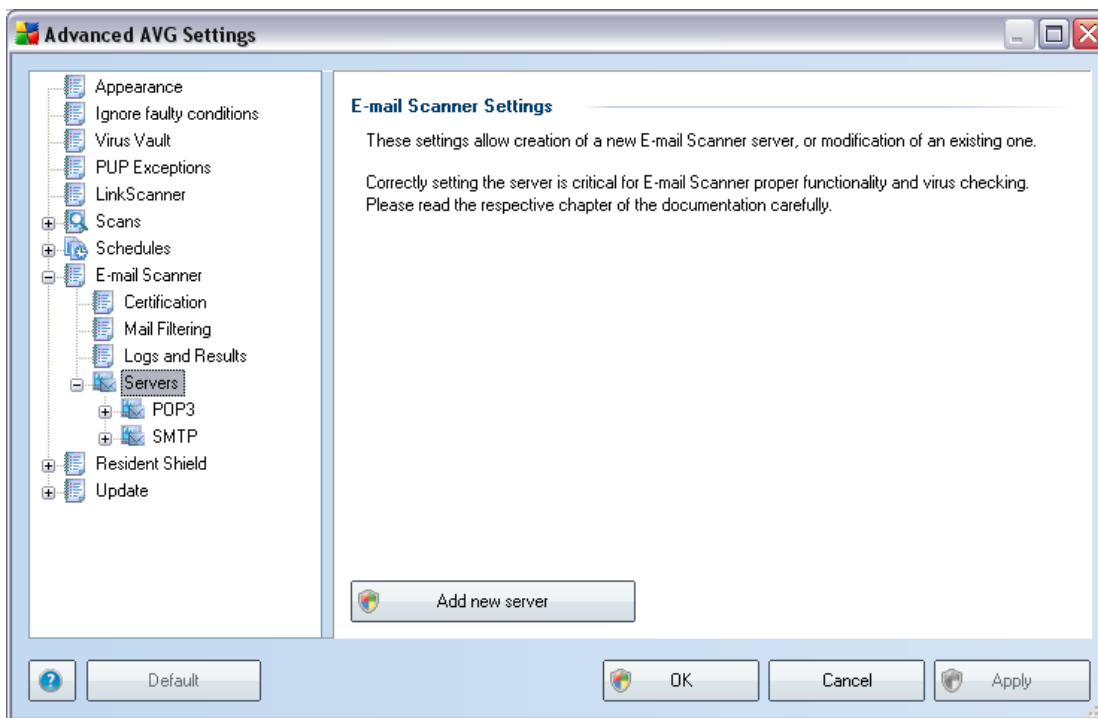 Advanced AVG Settings
Appearance
Ignore faulty conditions
Virus Vault
PUP Exceptions
LinkScanner
Scans
Schedules
E-mail Scanner
Certification
Mail Filtering
Logs and Results
Servers
POP3
SMTP
Resident Shield
Update
E-mail Scanner Settings
These settings allow creation of a new E-mail Scanner server, or modification of an existing one.
Correctly setting the server is critical for E-mail Scanner proper functionality and virus checking.
Please read the respective chapter of the documentation carefully.
Add new server
?
Default
OK
Cancel
Apply